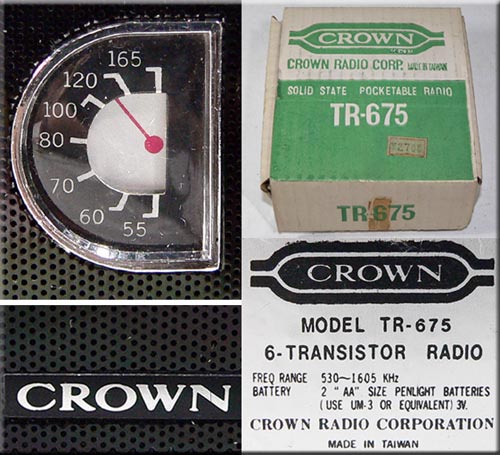 165
120
100
80
70
60
55
CROWN
CROWN
CROWN RADIO CORP. MADE IN TAIWAN
SOLID STATE POCKETABLE RADIO
TR-675
TR-675
CROWN
MODEL TR-675
6-TRANSISTOR RADIO
FREQ RANGE 530~1605 KHz
BATTERY 2 "AA" SIZE PENLIGHT BATTERIES
(USE UM-3 OR EQUIVALENT) 3V.
CROWN RADIO CORPORATION
MADE IN TAIWAN